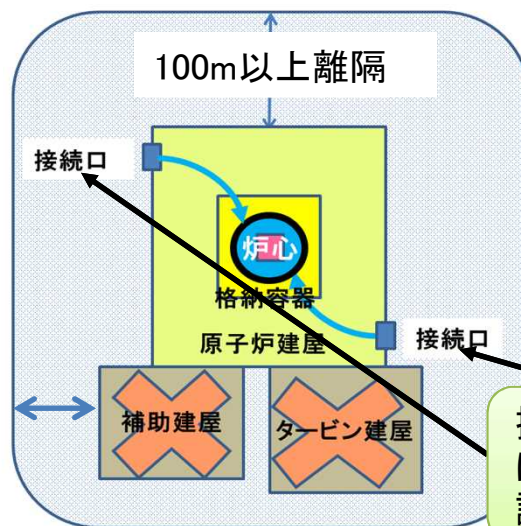 100m以上離隔
接続口
炉心
格納容器
原子炉建屋
接続口
補助建屋
タービン建屋